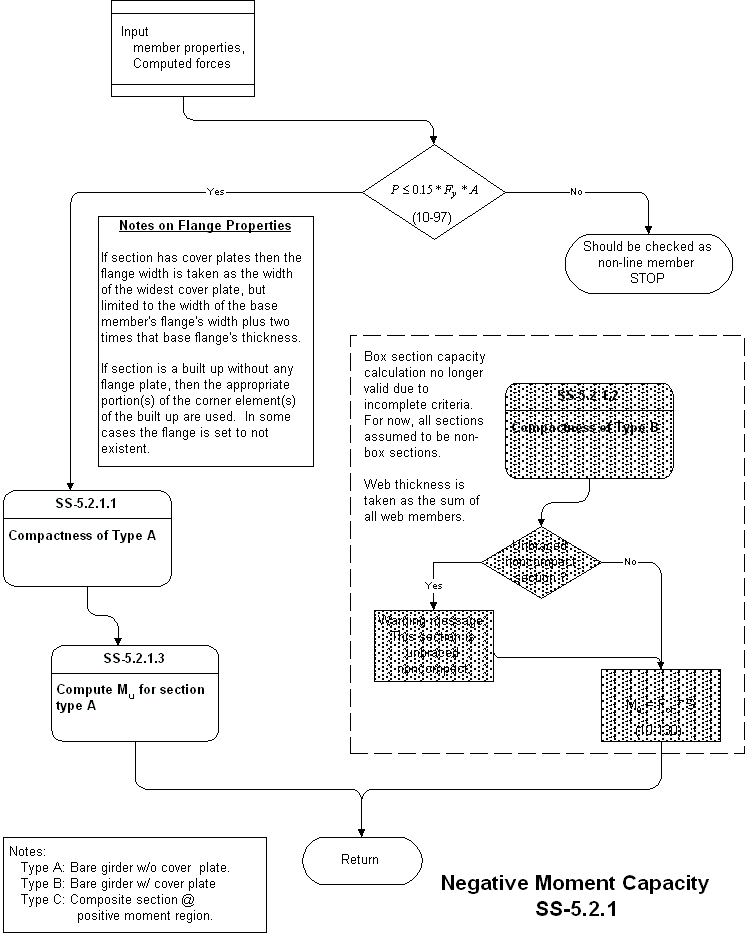 Input
member properties,
Computed forces
P ≤ 0.15 * Fy * A
(10-97)
Yes
No
Should be checked as
non-line member
STOP
Notes on Flange Properties
If section has cover plates then the
flange width is taken as the width
of the widest cover plate, but
limited to the width of the base
member's flange's width plus two
times that base flange's thickness.
If section is a built up without any
flange plate, then the appropriate
portion(s) of the corner element(s)
of the built up are used. In some
cases the flange is set to not
existent.
Box section capacity
calculation no longer
valid due to
incomplete criteria.
For now, all sections
assumed to be non-
box sections.
Web thickness is
taken as the sum of
all web members.
SS-5.2.1.2
Compactness of Type B
Unbraced
noncompact
section ?
Yes
No
Warning message:
This section is
unbraced
noncompact
(10-130)
SS-5.2.1.1
Compactness of Type A
SS-5.2.1.3
Compute Mu for section
type A
Return
Notes:
Type A: Bare girder w/o cover plate.
Type B: Bare girder w/ cover plate
Type C: Composite section @
positive moment region.
Negative Moment Capacity
SS-5.2.1